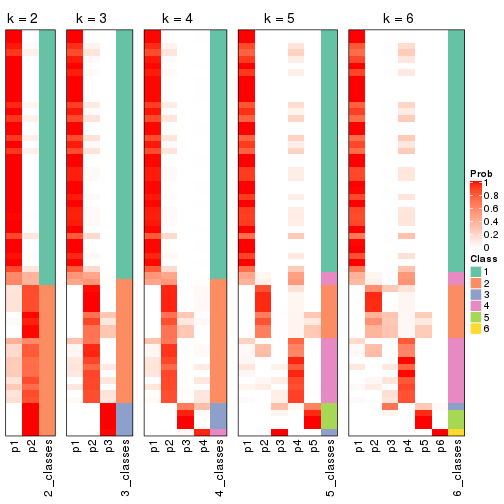 k = 2
k = 3
k = 4
k = 5
k = 6
p1
p2
2_classes
p1
p2
p3
3_classes
p1
p2
p3
p4
4_classes
p1
p2
p3
p4
p5
5_classes
p1
p2
p3
p4
p5
p6
6_classes
Prob
1
0.8
0.6
0.4
0.2
0
Class
1
2
3
4
5
6